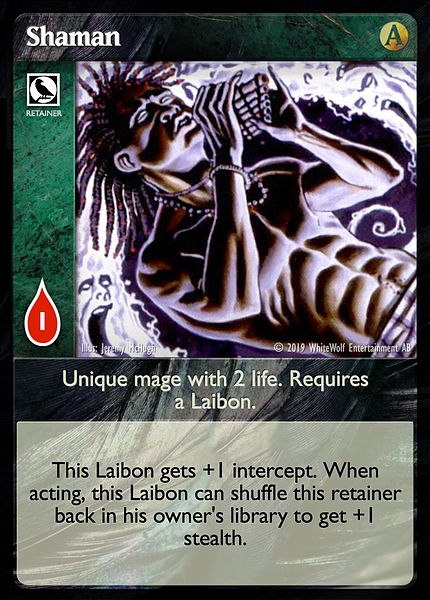 Shaman
A
RETAINER
1
Illus: Jeremy McHugh
© 2019 WhiteWolf Entertainment AB
Unique mage with 2 life. Requires
a Laibon.
This Laibon gets +1 intercept. When
acting, this Laibon can shuffle this retainer
back in his owner's library to get +1
stealth.